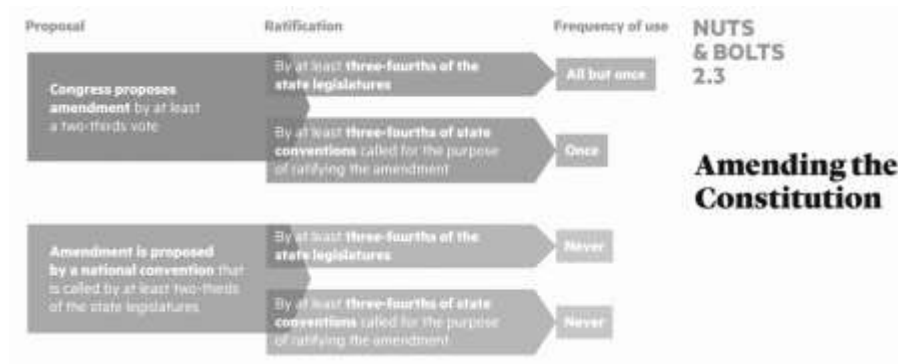 Proposal
Ratification
Frequency of use
NUTS
& BOLTS
2.3
Amending the
Constitution
Congress proposes
amendment by at least
a two-thirds vote
By at least three-fourths of the
state legislatures
All but once
By at least three-fourths of state
conventions called for the purpose
of ratifying the amendment
Once
Amendment is proposed
by a national convention that
is called by at least two-thirds
of the state legislatures
By at least three-fourths of the
state legislatures
Never
By at least three-fourths of state
conventions called for the purpose
of ratifying the amendment
Never